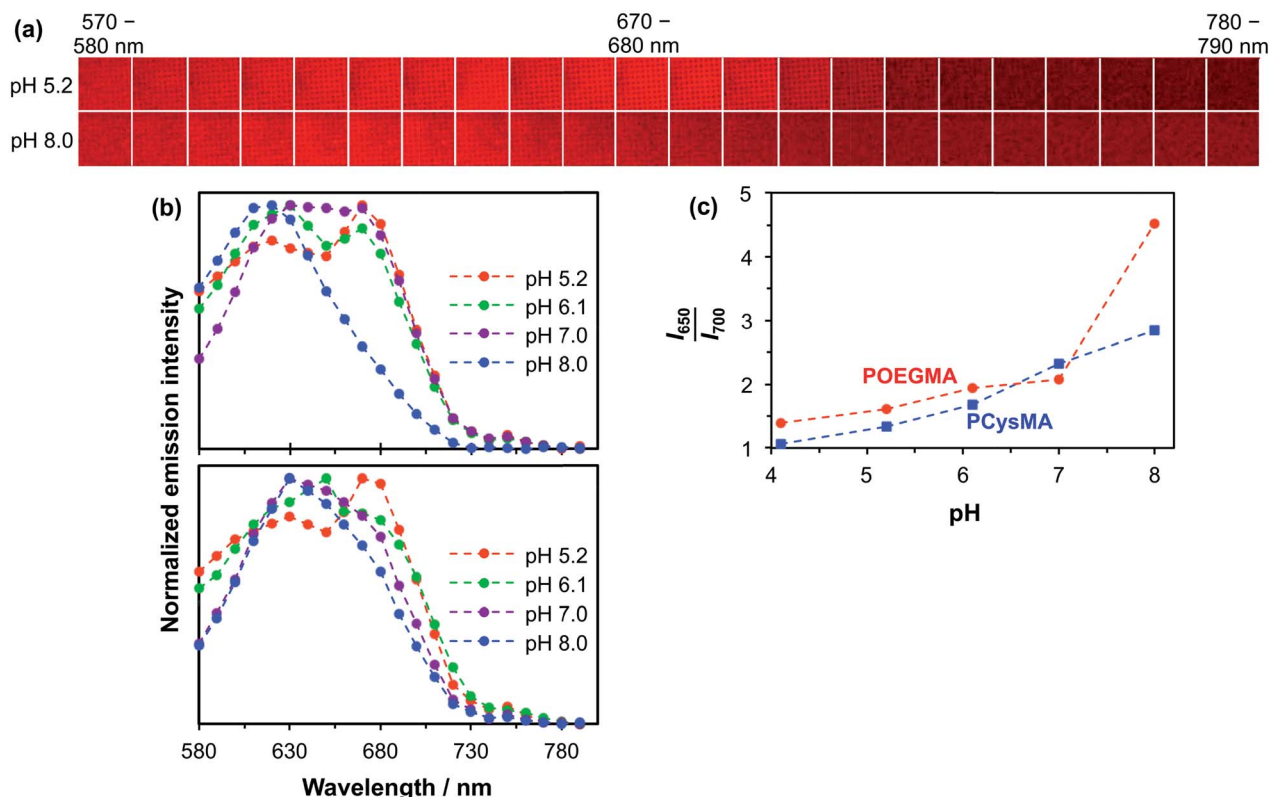 (a)
570 –
580 nm
670 –
680 nm
780 –
790 nm
pH 5.2
pH 8.0
(b)
Normalized emission intensity
pH 5.2
pH 6.1
pH 7.0
pH 8.0
pH 5.2
pH 6.1
pH 7.0
pH 8.0
580 630 680 730 780
Wavelength / nm
(c)
I650
I700
5
4
3
2
1
POEGMA
PCysMA
4 5 6 7 8
pH